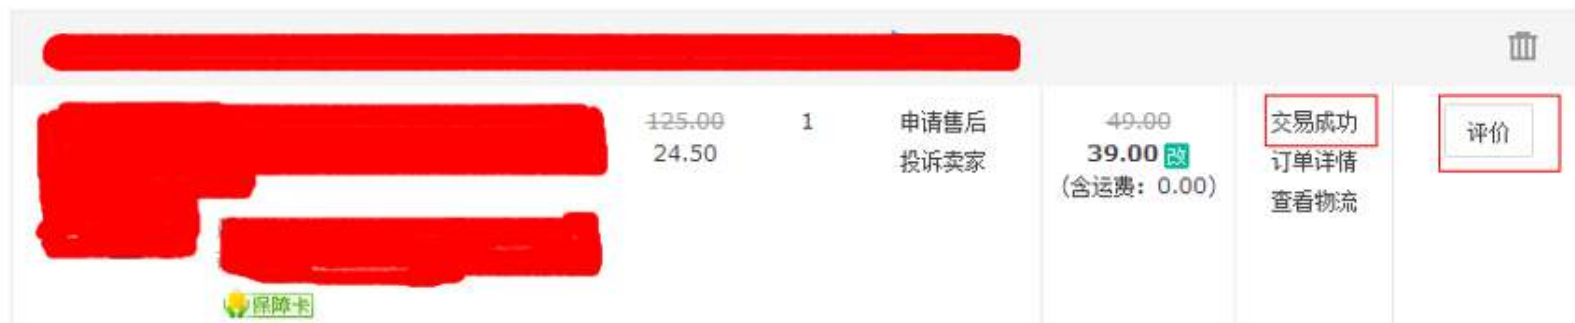 125.00
24.50
1
申请售后
投诉卖家
49.00
39.00 改
(含运费: 0.00)
交易成功
订单详情
查看物流
评价
保障卡